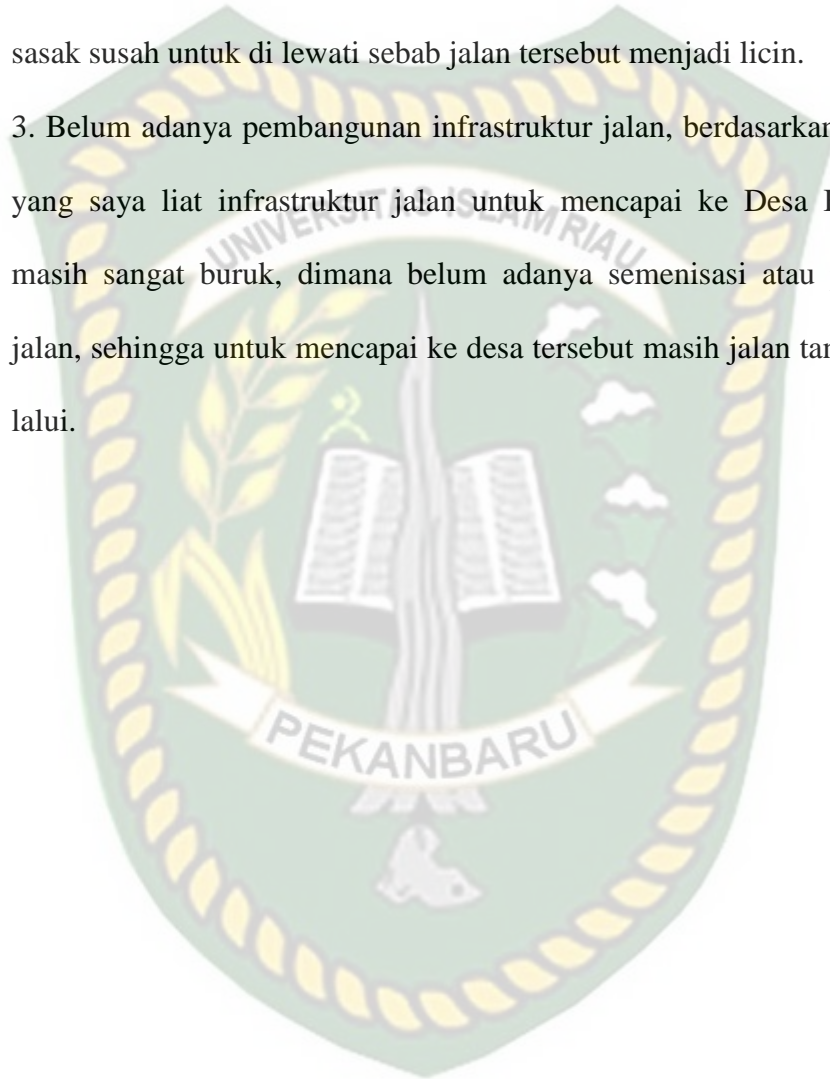 sasak susah untuk di lewati sebab jalan tersebut menjadi licin.
3. Belum adanya pembangunan infrastruktur jalan, berdasarkan
yang saya liat infrastruktur jalan untuk mencapai ke Desa
masih sangat buruk, dimana belum adanya semenisasi atau
jalan, sehingga untuk mencapai ke desa tersebut masih jalan
lalui.
UNIVERSITAS ISLAM RIAU
PEKANBARU